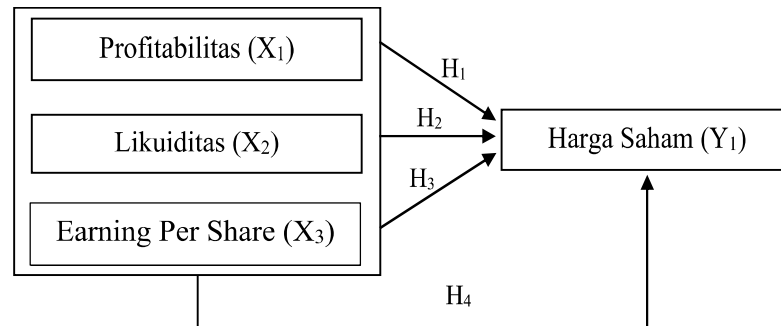 Profitabilitas (X₁)
H₁
Likuiditas (X₂)
H₂
Harga Saham (Y₁)
H₃
Earning Per Share (X₃)
H₄